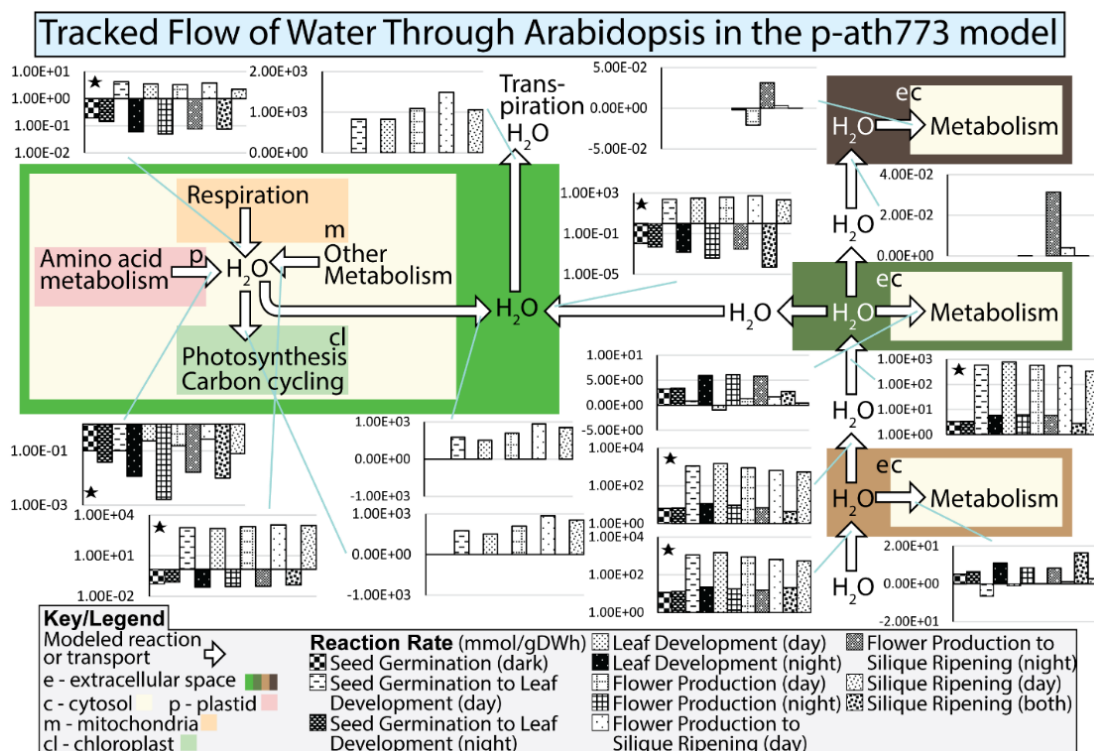 Tracked Flow of Water Through Arabidopsis in the p-ath773 model
1.00E+01
1.00E+00
1.00E-01
1.00E-02
2.00E+03
1.00E+03
0.00E+00
Trans-
piration
H₂O
5.00E-02
0.00E+00
-5.00E-02
e c
H₂O
Metabolism
4.00E-02
2.00E-02
0.00E+00
H₂O
1.00E+03
1.00E-01
1.00E-05
Respiration
m
Amino acid
metabolism
p
H₂O
Other
Metabolism
cl
Photosynthesis
Carbon cycling
H₂O
H₂O
e c
H₂O
Metabolism
1.00E+01
5.00E+00
0.00E+00
-5.00E+00
1.00E+03
1.00E+02
1.00E+01
1.00E+00
H₂O
1.00E-01
1.00E-03
1.00E+03
0.00E+00
-1.00E+03
1.00E+04
1.00E+02
1.00E+00
e c
H₂O
Metabolism
1.00E+04
1.00E+01
1.00E-02
1.00E+03
0.00E+00
-1.00E+03
1.00E+04
1.00E+02
1.00E+00
H₂O
2.00E+01
0.00E+00
-2.00E+01
Key/Legend
Modeled reaction
or transport
e - extracellular space
c - cytosol
p - plastid
m - mitochondria
cl - chloroplast
Reaction Rate (mmol/gDWh)
Seed Germination (dark)
Seed Germination to Leaf
Development (day)
Seed Germination to Leaf
Development (night)
Leaf Development (day)
Leaf Development (night)
Flower Production (day)
Flower Production (night)
Flower Production to
Silique Ripening (day)
Flower Production to
Silique Ripening (night)
Silique Ripening (day)
Silique Ripening (both)